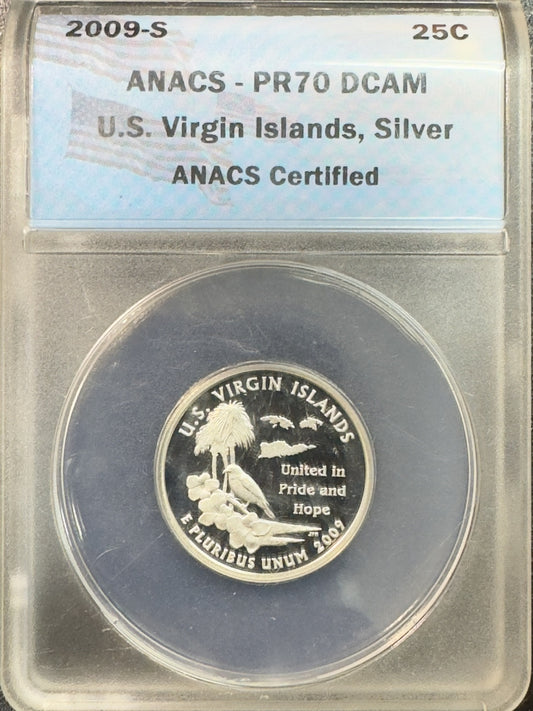 2009-S 25C
ANACS - PR70 DCAM
U.S. Virgin Islands, Silver
ANACS Certified
U.S. VIRGIN ISLANDS
United in
Pride and
Hope
E PLURIBUS UNUM 2009